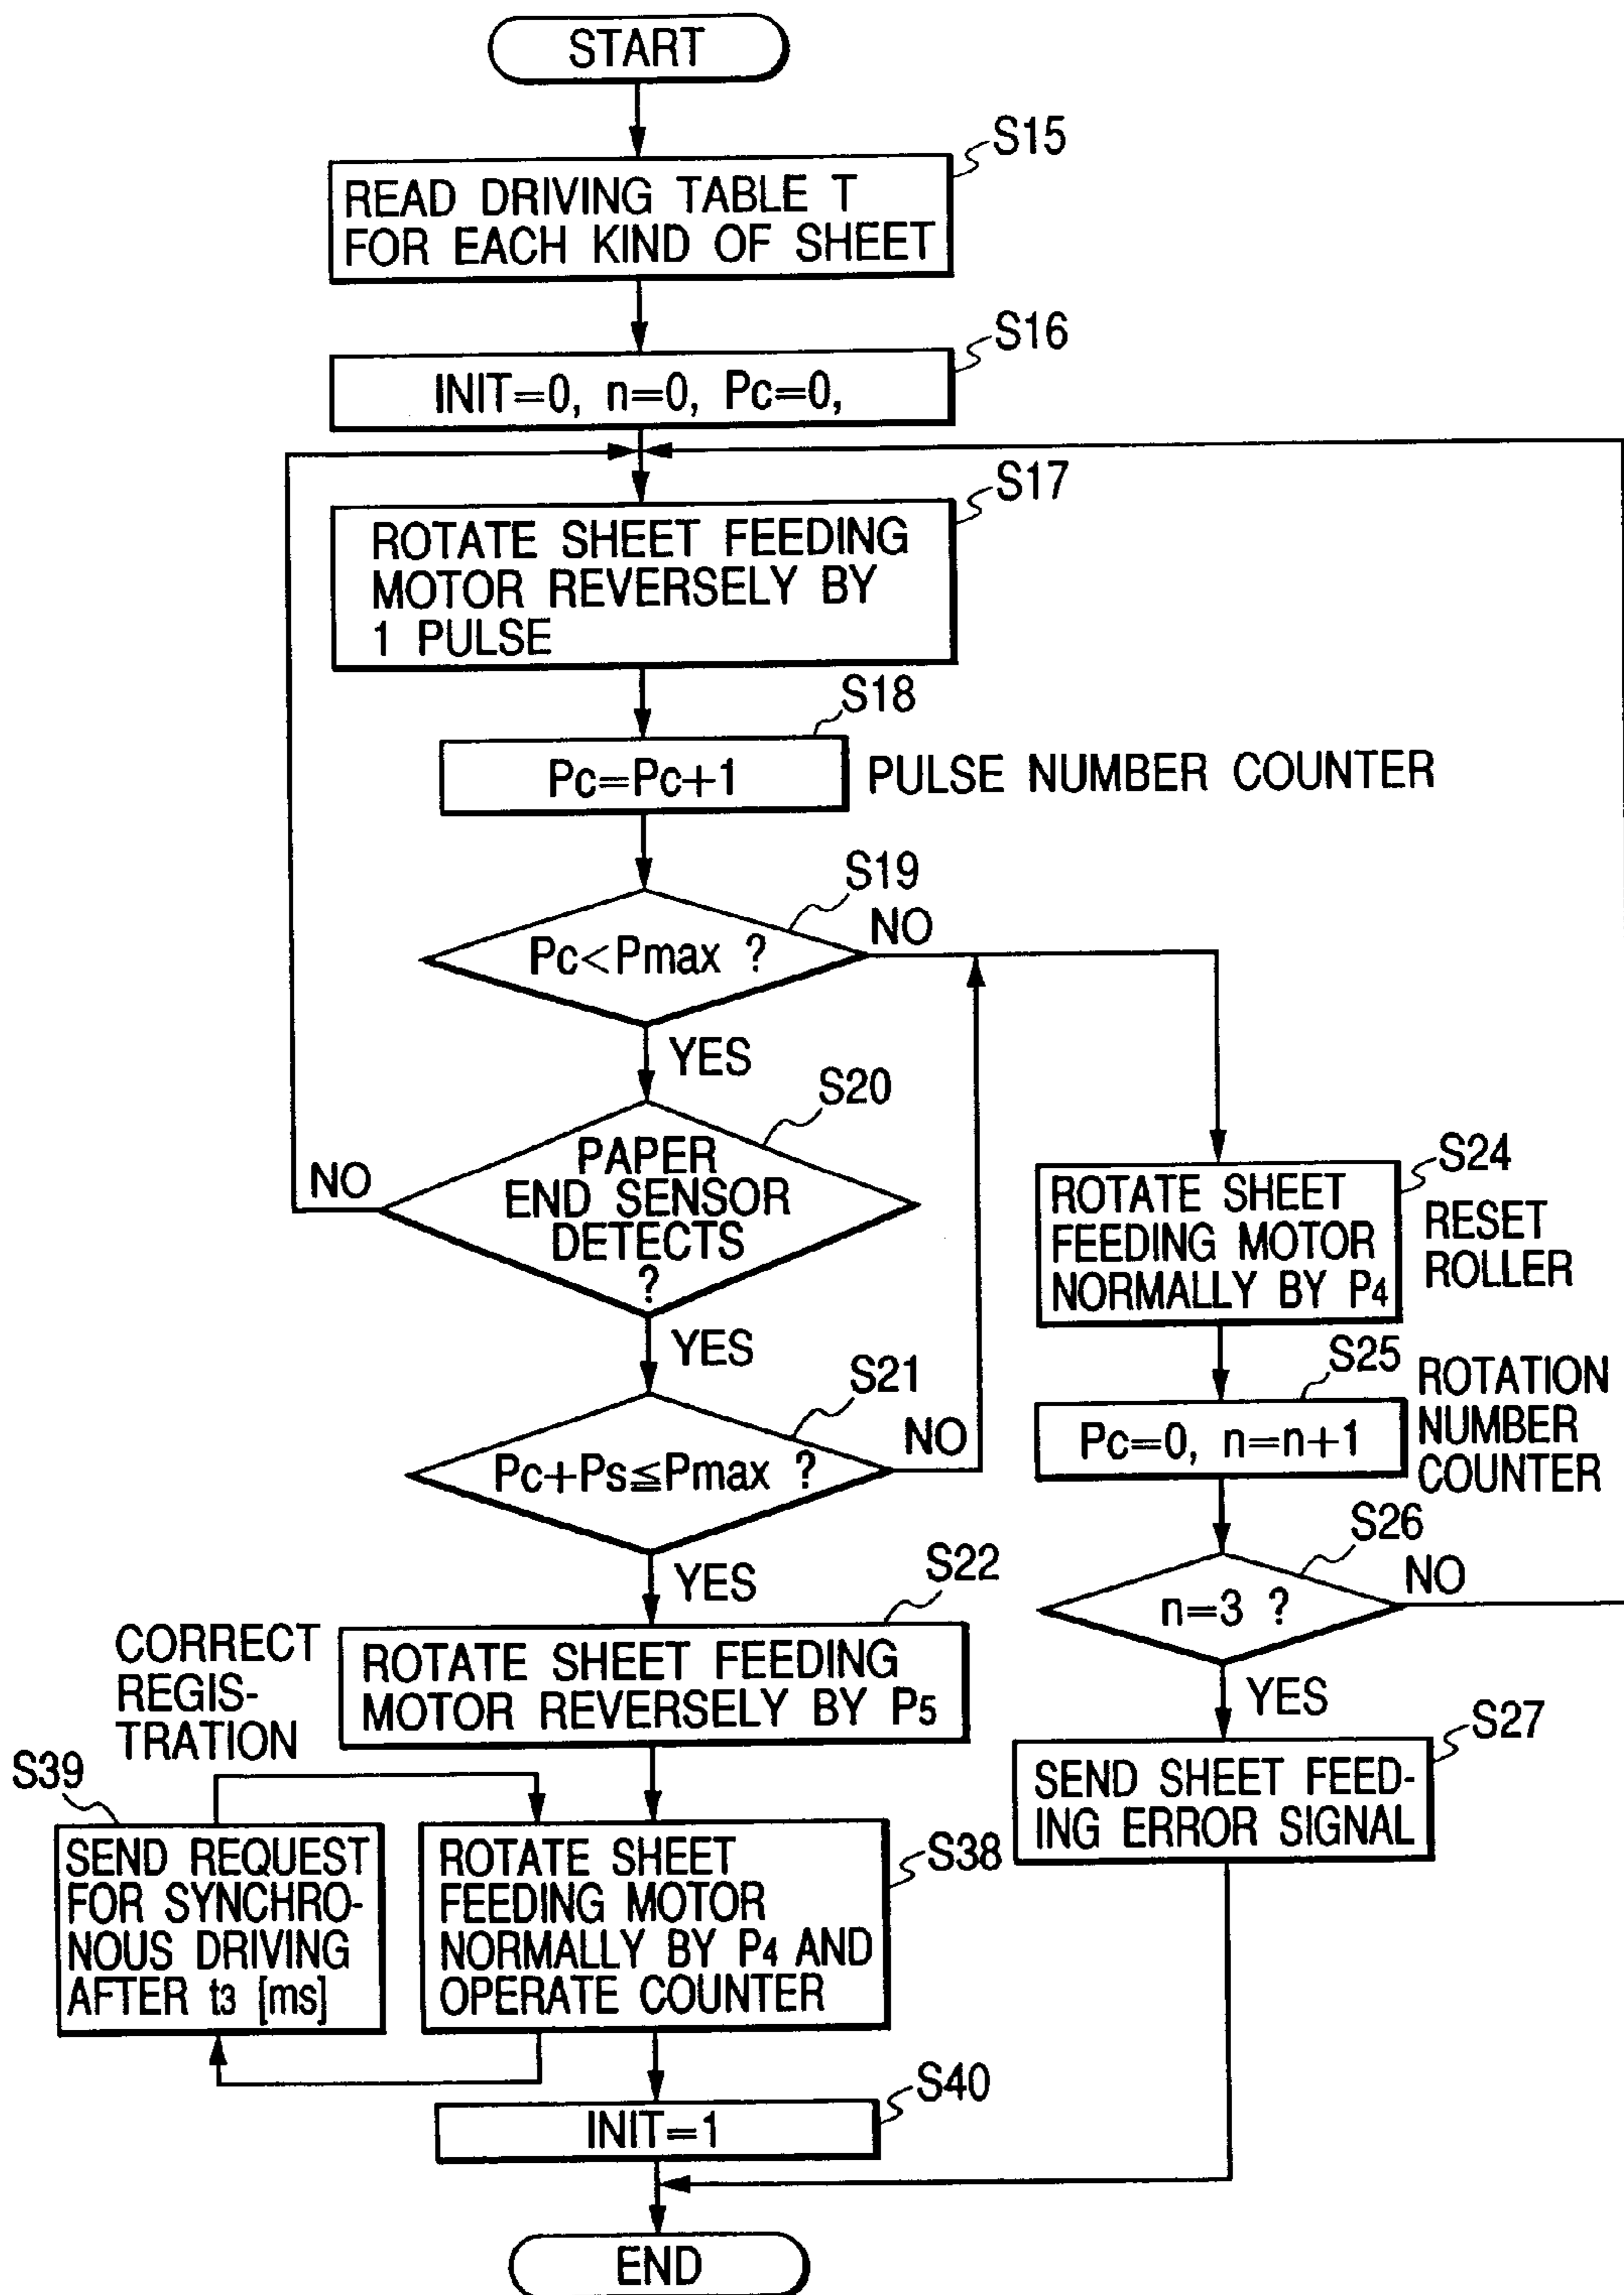 START
S15
READ DRIVING TABLE T
FOR EACH KIND OF SHEET
S16
INIT=0, n=0, Pc=0,
S17
ROTATE SHEET FEEDING
MOTOR REVERSELY BY
1 PULSE
S18
Pc=Pc+1
PULSE NUMBER COUNTER
S19
Pc<Pmax ?
NO
YES
S20
PAPER
END SENSOR
DETECTS
?
NO
YES
S21
Pc+Ps≦Pmax ?
NO
YES
S22
CORRECT
REGIS-
TRATION
ROTATE SHEET FEEDING
MOTOR REVERSELY BY P5
S39
SEND REQUEST
FOR SYNCHRO-
NOUS DRIVING
AFTER t3 [ms]
S38
ROTATE SHEET
FEEDING MOTOR
NORMALLY BY P4 AND
OPERATE COUNTER
S40
INIT=1
S24
ROTATE SHEET
FEEDING MOTOR
NORMALLY BY P4
RESET
ROLLER
S25
Pc=0, n=n+1
ROTATION
NUMBER
COUNTER
S26
n=3 ?
NO
YES
S27
SEND SHEET FEED-
ING ERROR SIGNAL
END